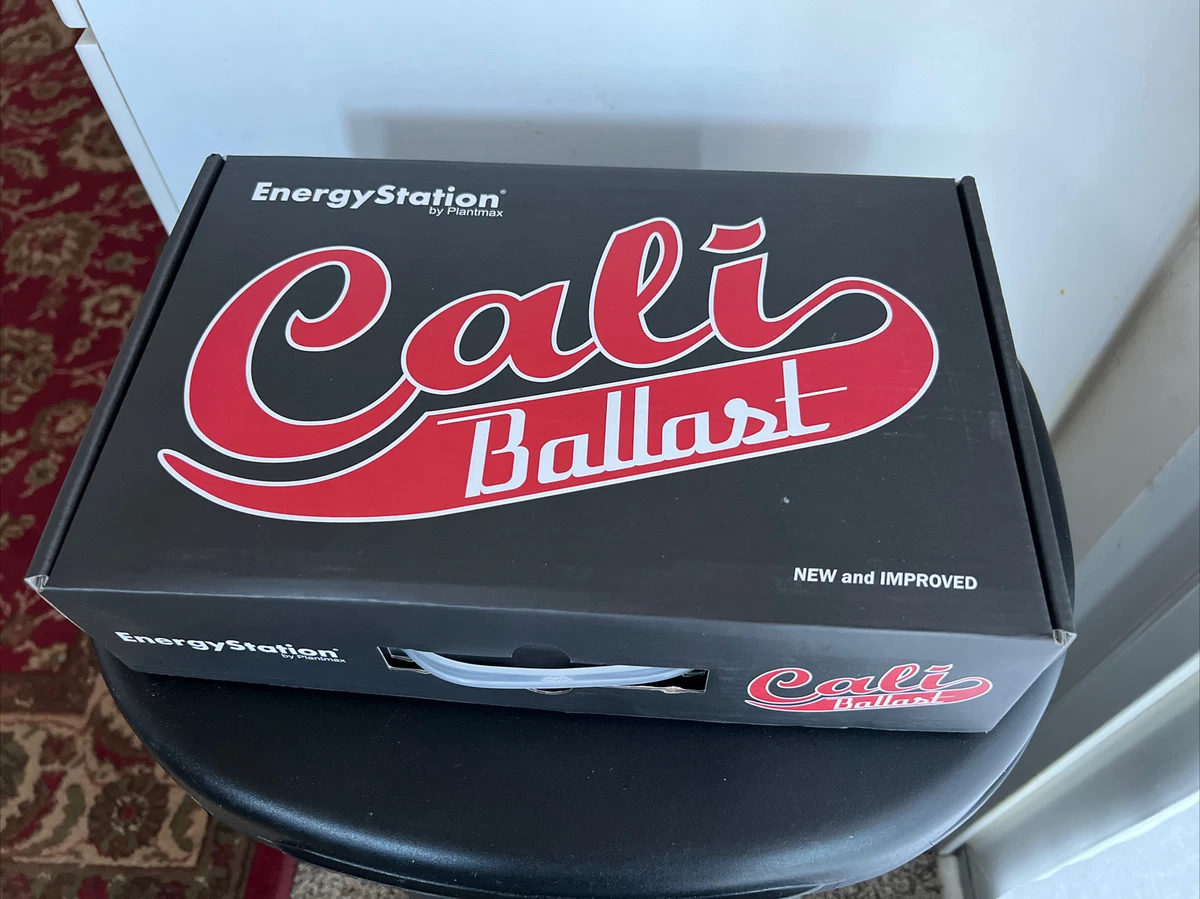 EnergyStation®
by Plantmax
Cali
Ballast
NEW and IMPROVED
EnergyStation®
by Plantmax
Cali
Ballast